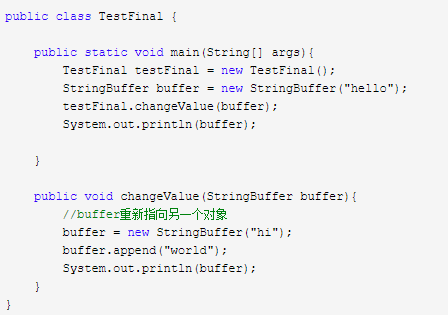 public class TestFinal {
public static void main(String[] args){
TestFinal testFinal = new TestFinal();
StringBuffer buffer = new StringBuffer("hello");
testFinal.changeValue(buffer);
System.out.println(buffer);
}
public void changeValue(StringBuffer buffer){
//buffer重新指向另一个对象
buffer = new StringBuffer("hi");
buffer.append("world");
System.out.println(buffer);
}
}